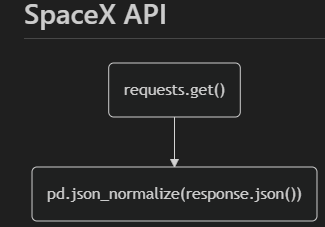 SpaceX API
requests.get()
pd.json_normalize(response.json())